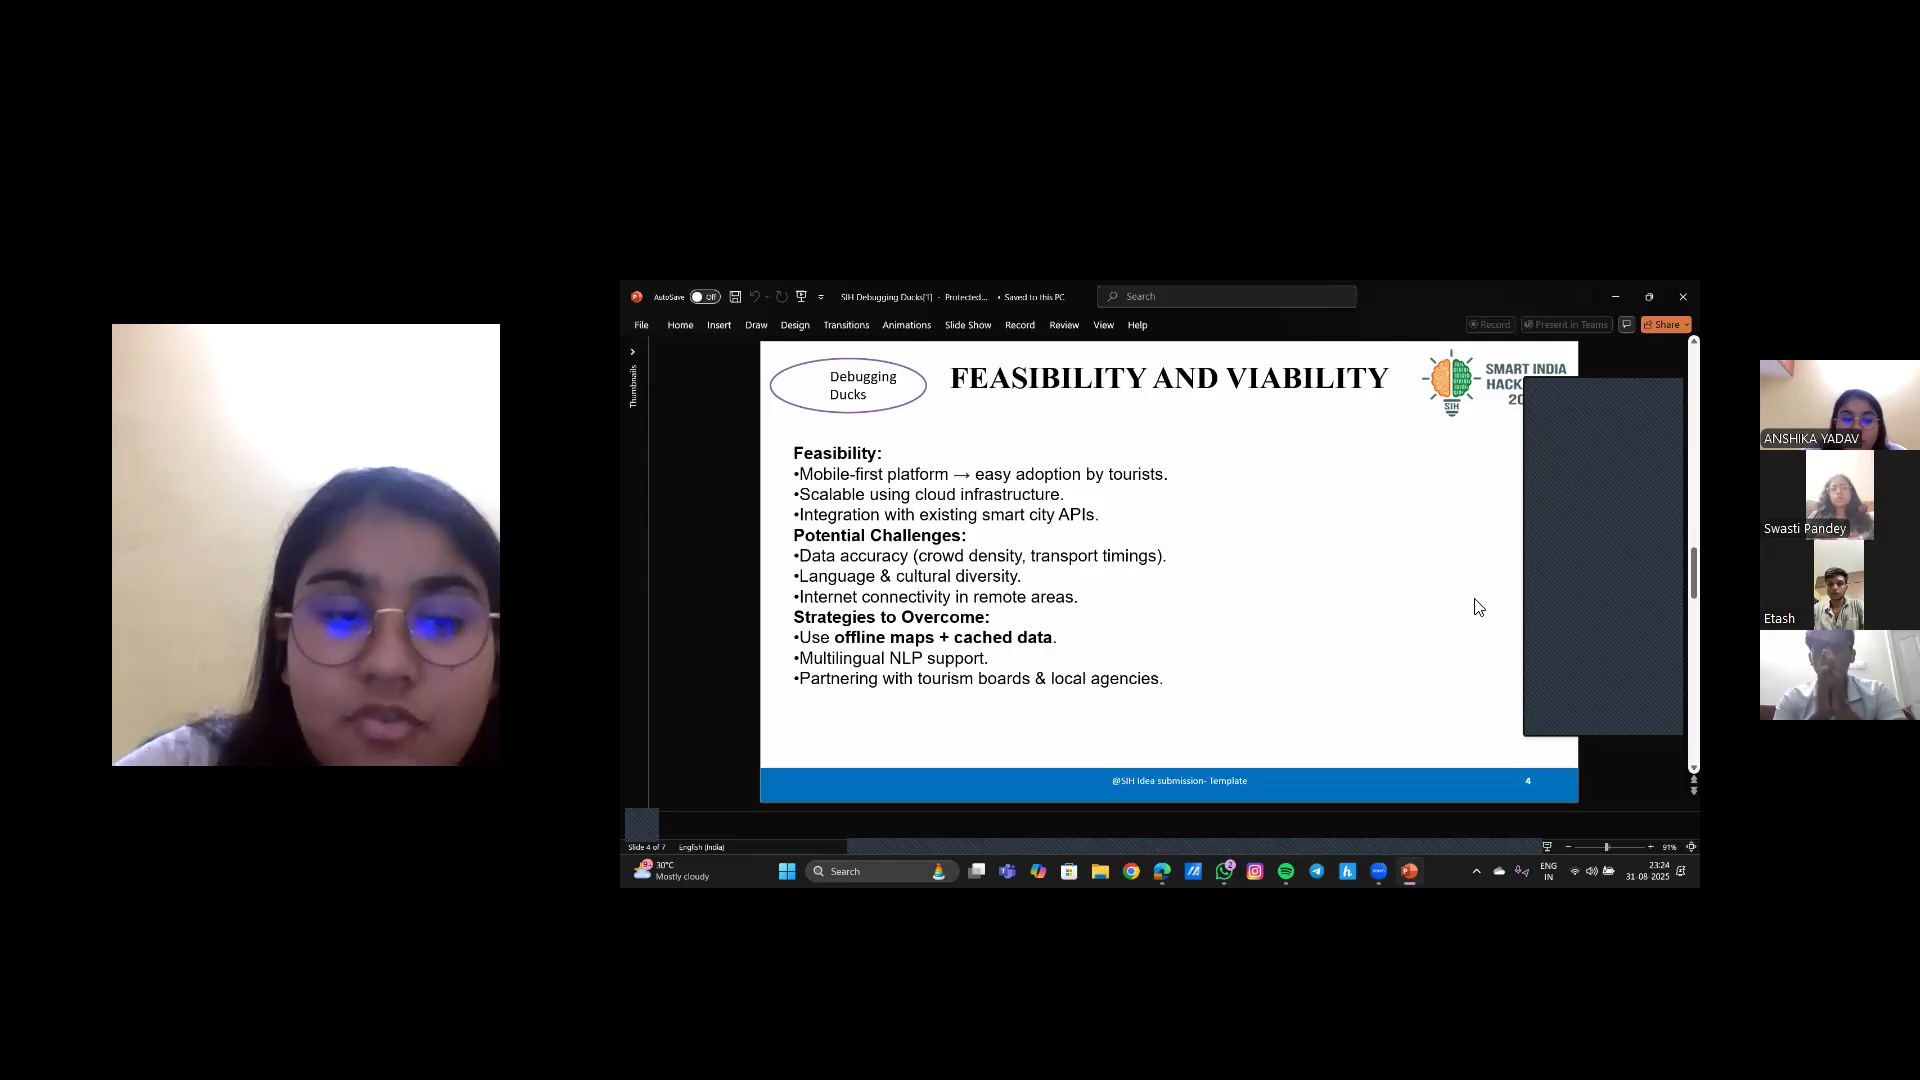 AutoSave Off SIH Debugging Ducks[1] - Protected... • Saved to this PC Search
File Home Insert Draw Design Transitions Animations Slide Show Record Review View Help Record Present in Teams Share
Thumbnails
Debugging
Ducks
FEASIBILITY AND VIABILITY
SMART INDIA
HACK
20
SIH
Feasibility:
•Mobile-first platform → easy adoption by tourists.
•Scalable using cloud infrastructure.
•Integration with existing smart city APIs.
Potential Challenges:
•Data accuracy (crowd density, transport timings).
•Language & cultural diversity.
•Internet connectivity in remote areas.
Strategies to Overcome:
•Use offline maps + cached data.
•Multilingual NLP support.
•Partnering with tourism boards & local agencies.
@SIH Idea submission- Template 4
Slide 4 of 7 English (India) 91%
9+ 30°C
Mostly cloudy
Search
2
ENG
IN
23:24
31-08-2025
ANSHIKA YADAV
Swasti Pandey
Etash